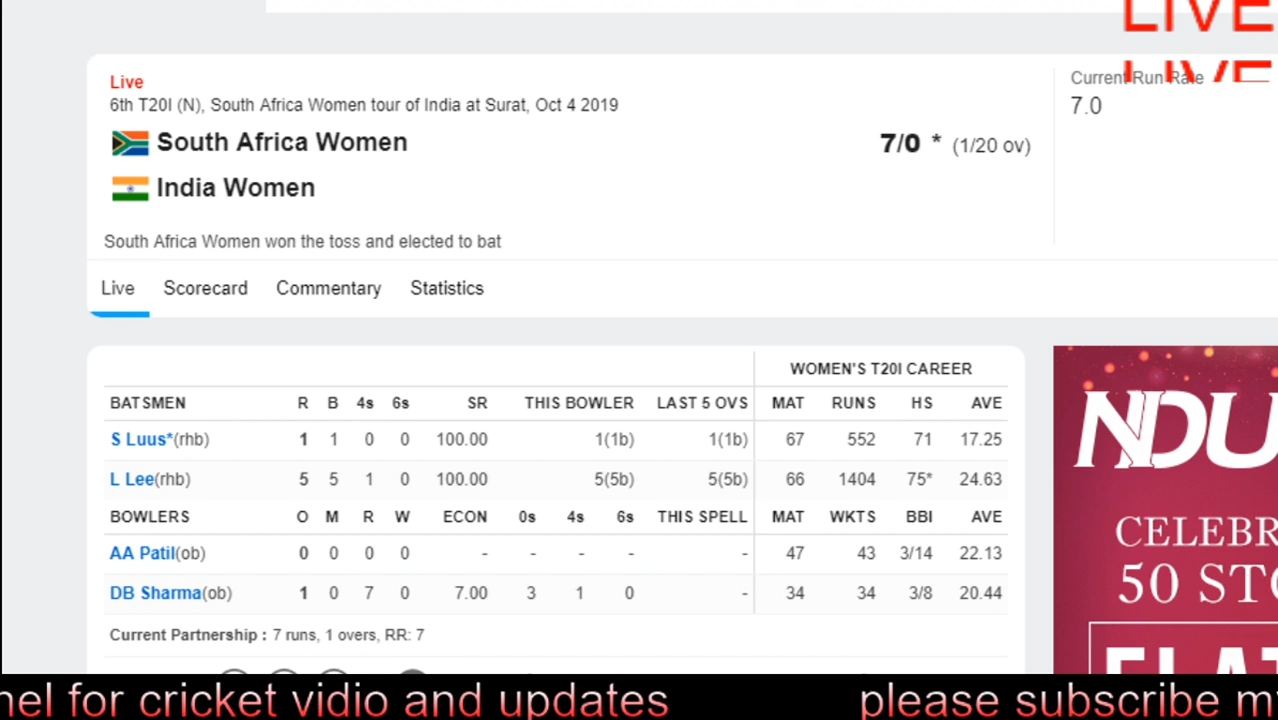 LIVE
LIVE
Live
6th T20I (N), South Africa Women tour of India at Surat, Oct 4 2019
South Africa Women 7/0 * (1/20 ov)
India Women
South Africa Women won the toss and elected to bat
Current Run Rate
7.0
Live Scorecard Commentary Statistics
WOMEN'S T20I CAREER
BATSMEN R B 4s 6s SR THIS BOWLER LAST 5 OVS MAT RUNS HS AVE
S Luus*(rhb) 1 1 0 0 100.00 1(1b) 1(1b) 67 552 71 17.25
L Lee(rhb) 5 5 1 0 100.00 5(5b) 5(5b) 66 1404 75* 24.63
BOWLERS O M R W ECON 0s 4s 6s THIS SPELL MAT WKTS BBI AVE
AA Patil(ob) 0 0 0 0 - - - - - 47 43 3/14 22.13
DB Sharma(ob) 1 0 7 0 7.00 3 1 0 - 34 34 3/8 20.44
Current Partnership : 7 runs, 1 overs, RR: 7
NDU
CELEBR
50 STO
FLAT
nel for cricket vidio and updates please subscribe my